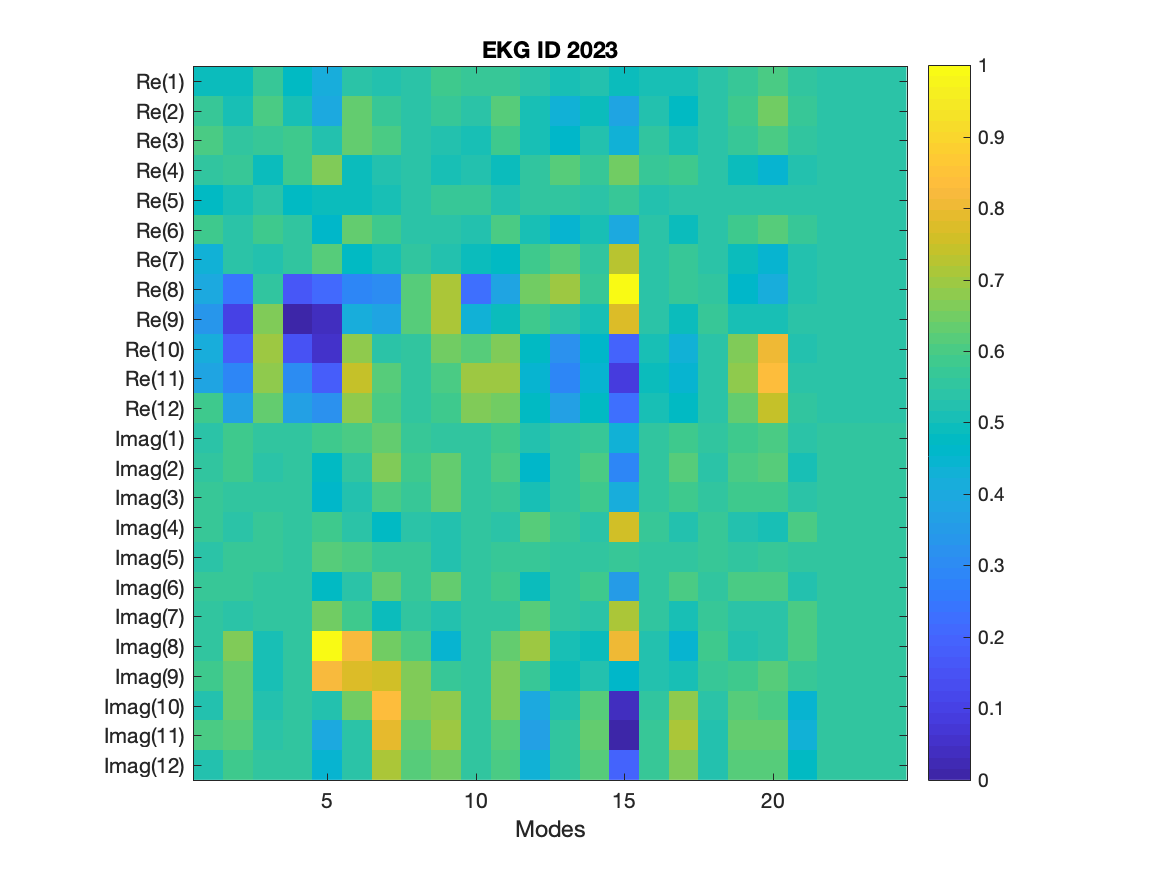 EKG ID 2023
Re(1)
Re(2)
Re(3)
Re(4)
Re(5)
Re(6)
Re(7)
Re(8)
Re(9)
Re(10)
Re(11)
Re(12)
Imag(1)
Imag(2)
Imag(3)
Imag(4)
Imag(5)
Imag(6)
Imag(7)
Imag(8)
Imag(9)
Imag(10)
Imag(11)
Imag(12)
5 10 15 20
Modes
1
0.9
0.8
0.7
0.6
0.5
0.4
0.3
0.2
0.1
0